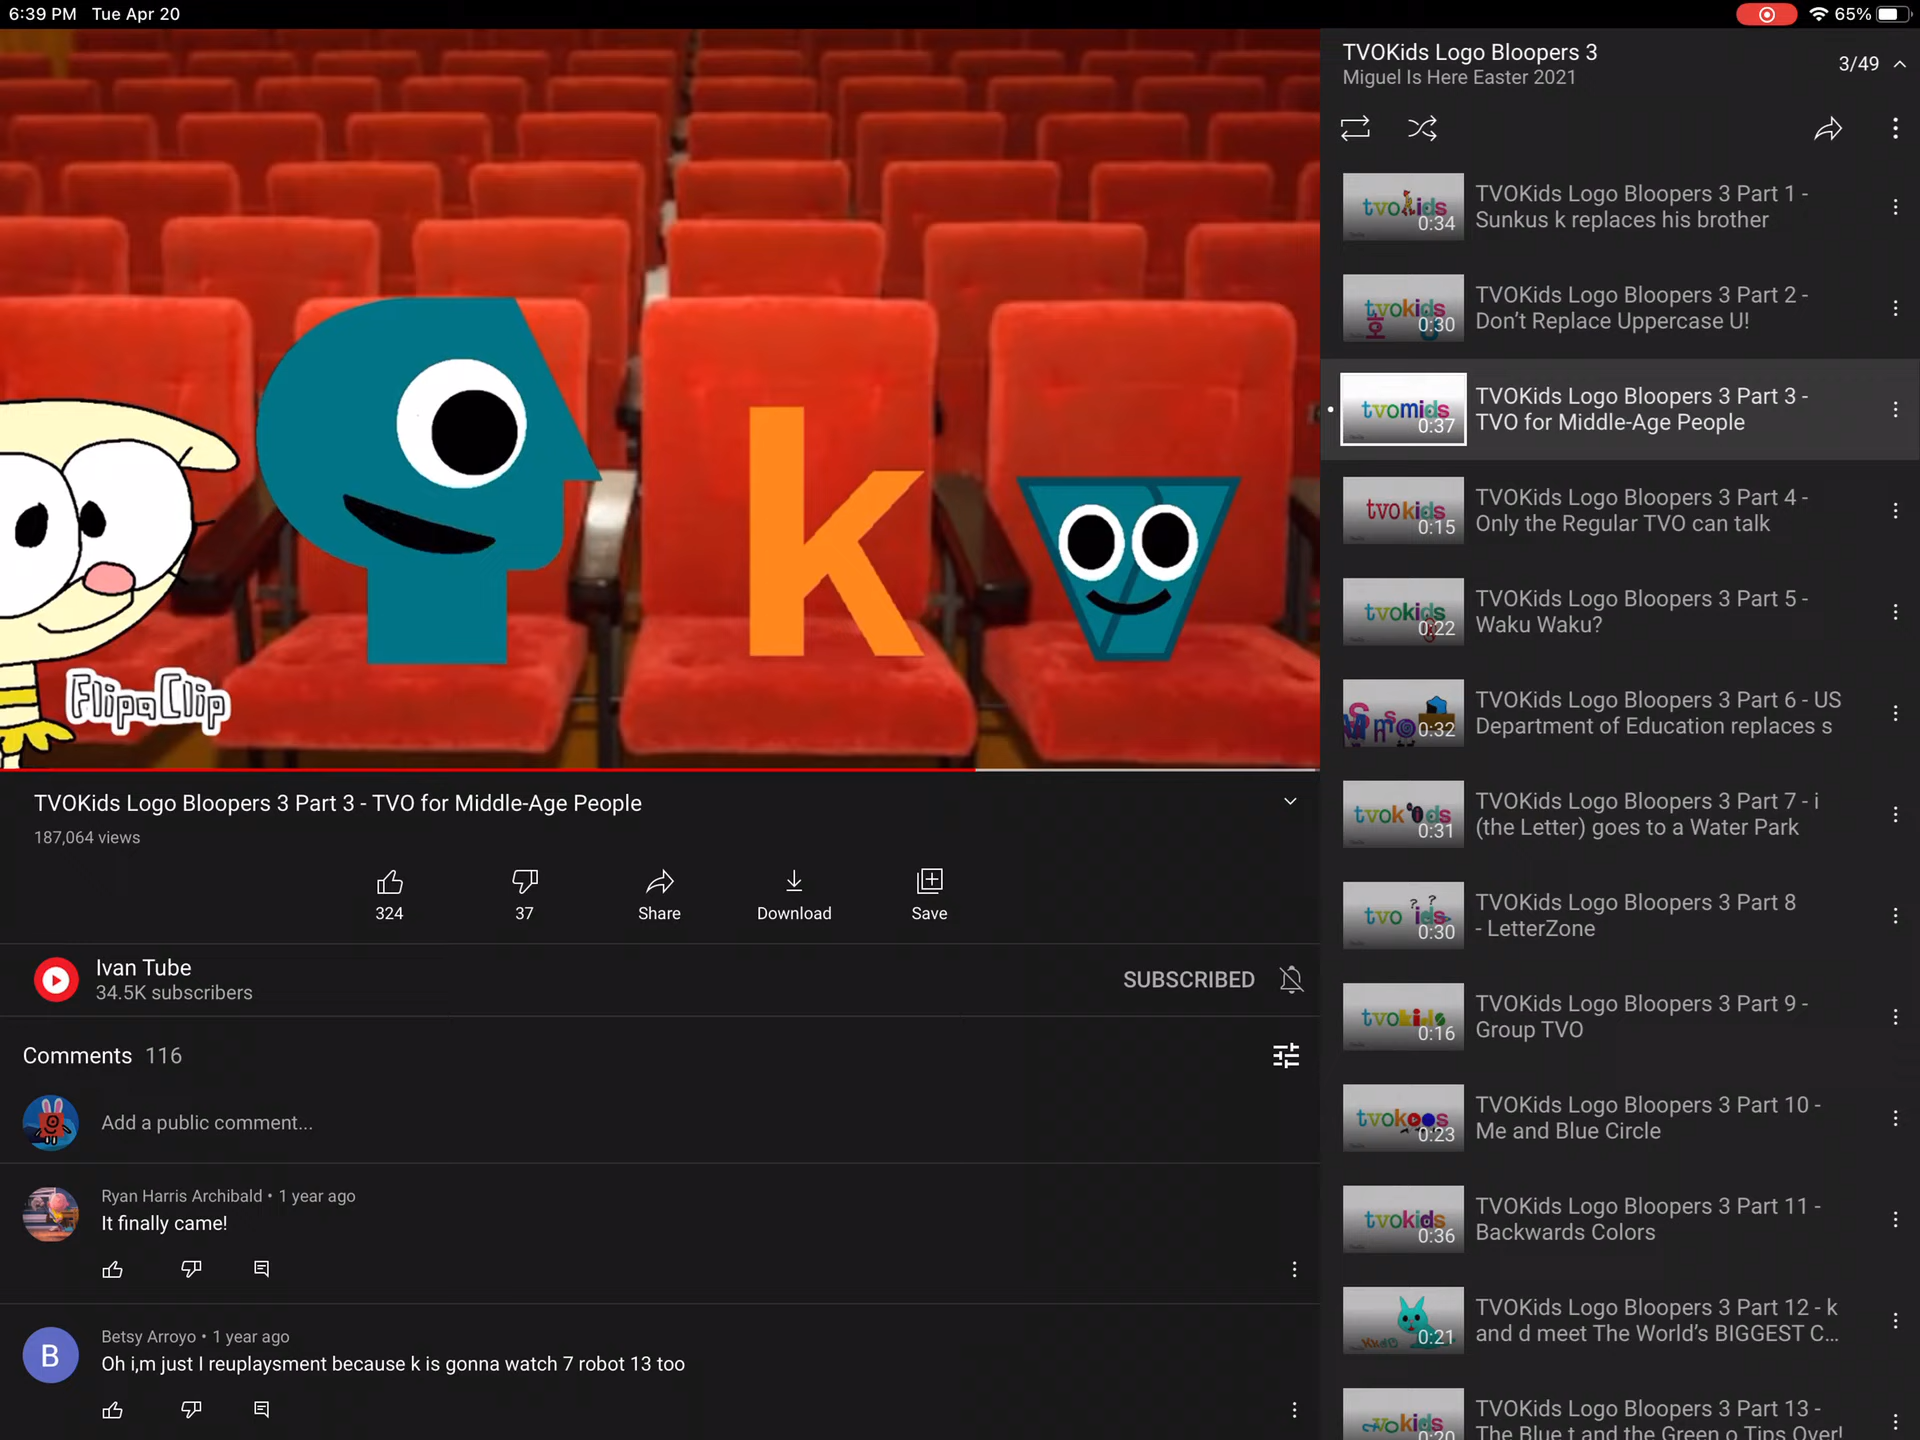 6:39 PM Tue Apr 20
65%
k
FlipaClip
TVOKids Logo Bloopers 3 Part 3 - TVO for Middle-Age People
187,064 views
324
37
Share
Download
Save
Ivan Tube
34.5K subscribers
SUBSCRIBED
Comments 116
Add a public comment...
Ryan Harris Archibald • 1 year ago
It finally came!
B
Betsy Arroyo • 1 year ago
Oh i,m just I reuplaysment because k is gonna watch 7 robot 13 too
TVOKids Logo Bloopers 3
Miguel Is Here Easter 2021
3/49
tvokids
0:34
TVOKids Logo Bloopers 3 Part 1 -
Sunkus k replaces his brother
tvokids
0:30
TVOKids Logo Bloopers 3 Part 2 -
Don't Replace Uppercase U!
tvomids
0:37
TVOKids Logo Bloopers 3 Part 3 -
TVO for Middle-Age People
tvokids
0:15
TVOKids Logo Bloopers 3 Part 4 -
Only the Regular TVO can talk
tvokids
0:22
TVOKids Logo Bloopers 3 Part 5 -
Waku Waku?
0:32
TVOKids Logo Bloopers 3 Part 6 - US
Department of Education replaces s
0:31
TVOKids Logo Bloopers 3 Part 7 - i
(the Letter) goes to a Water Park
tvo ids
? ?
0:30
TVOKids Logo Bloopers 3 Part 8
- LetterZone
tvokids
0:16
TVOKids Logo Bloopers 3 Part 9 -
Group TVO
0:23
TVOKids Logo Bloopers 3 Part 10 -
Me and Blue Circle
tvokids
0:36
TVOKids Logo Bloopers 3 Part 11 -
Backwards Colors
0:21
TVOKids Logo Bloopers 3 Part 12 - k
and d meet The World's BIGGEST C...
0:20
TVOKids Logo Bloopers 3 Part 13 -
The Blue t and the Green o Tips Over!